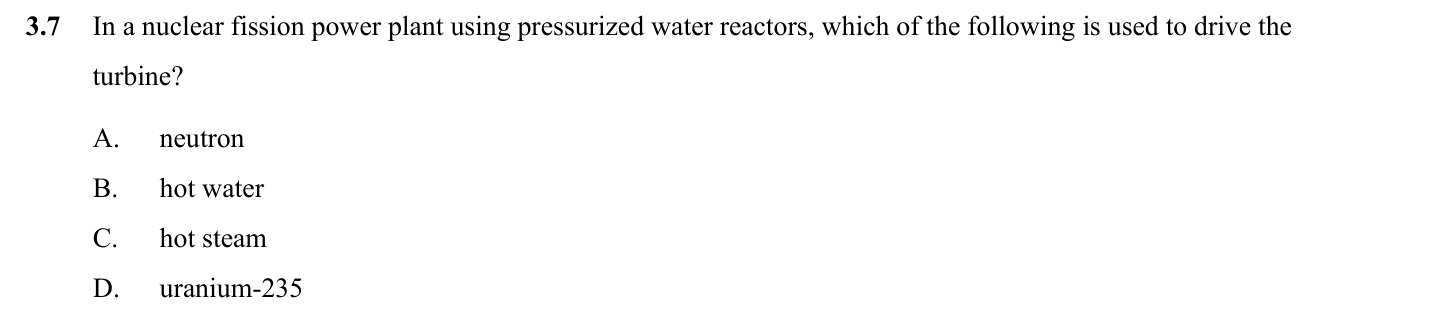 3.7 In a nuclear fission power plant using pressurized water reactors, which of the following is used to drive the
turbine?
A. neutron
B. hot water
C. hot steam
D. uranium-235